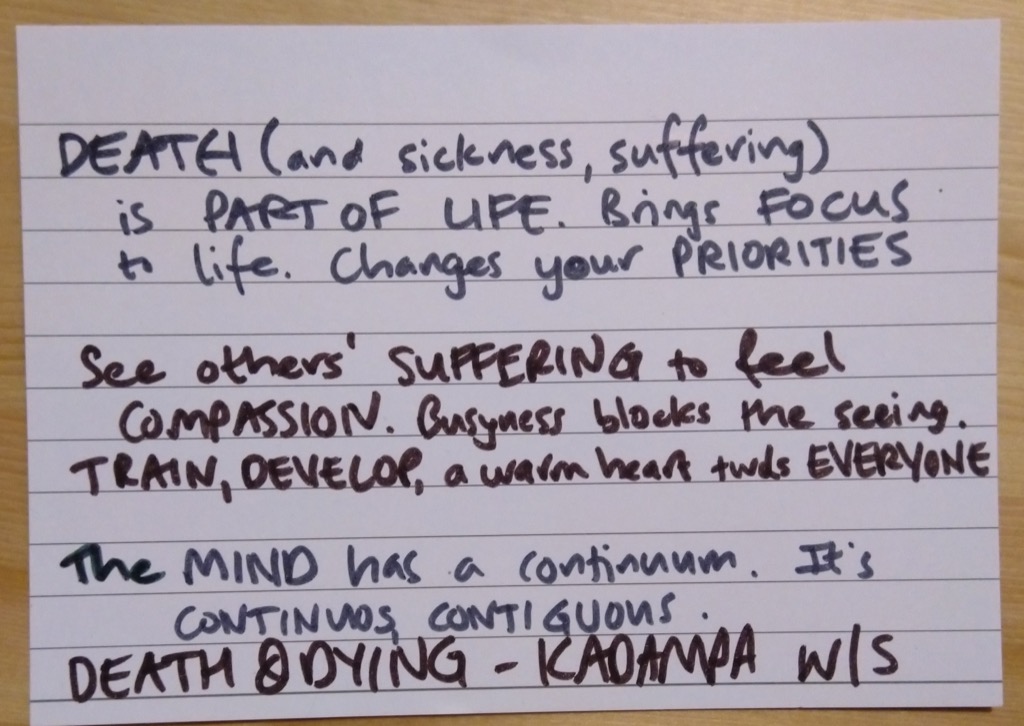 DEATH (and sickness, suffering)
is PART OF LIFE. Brings FOCUS
to life. Changes your PRIORITIES
See others' SUFFERING to feel
COMPASSION. Busyness blocks the seeing.
TRAIN, DEVELOP, a warm heart twds EVERYONE
The MIND has a continuum. It's
CONTINUOS, CONTIGUOUS.
DEATH & DYING - KADAMPA W/S